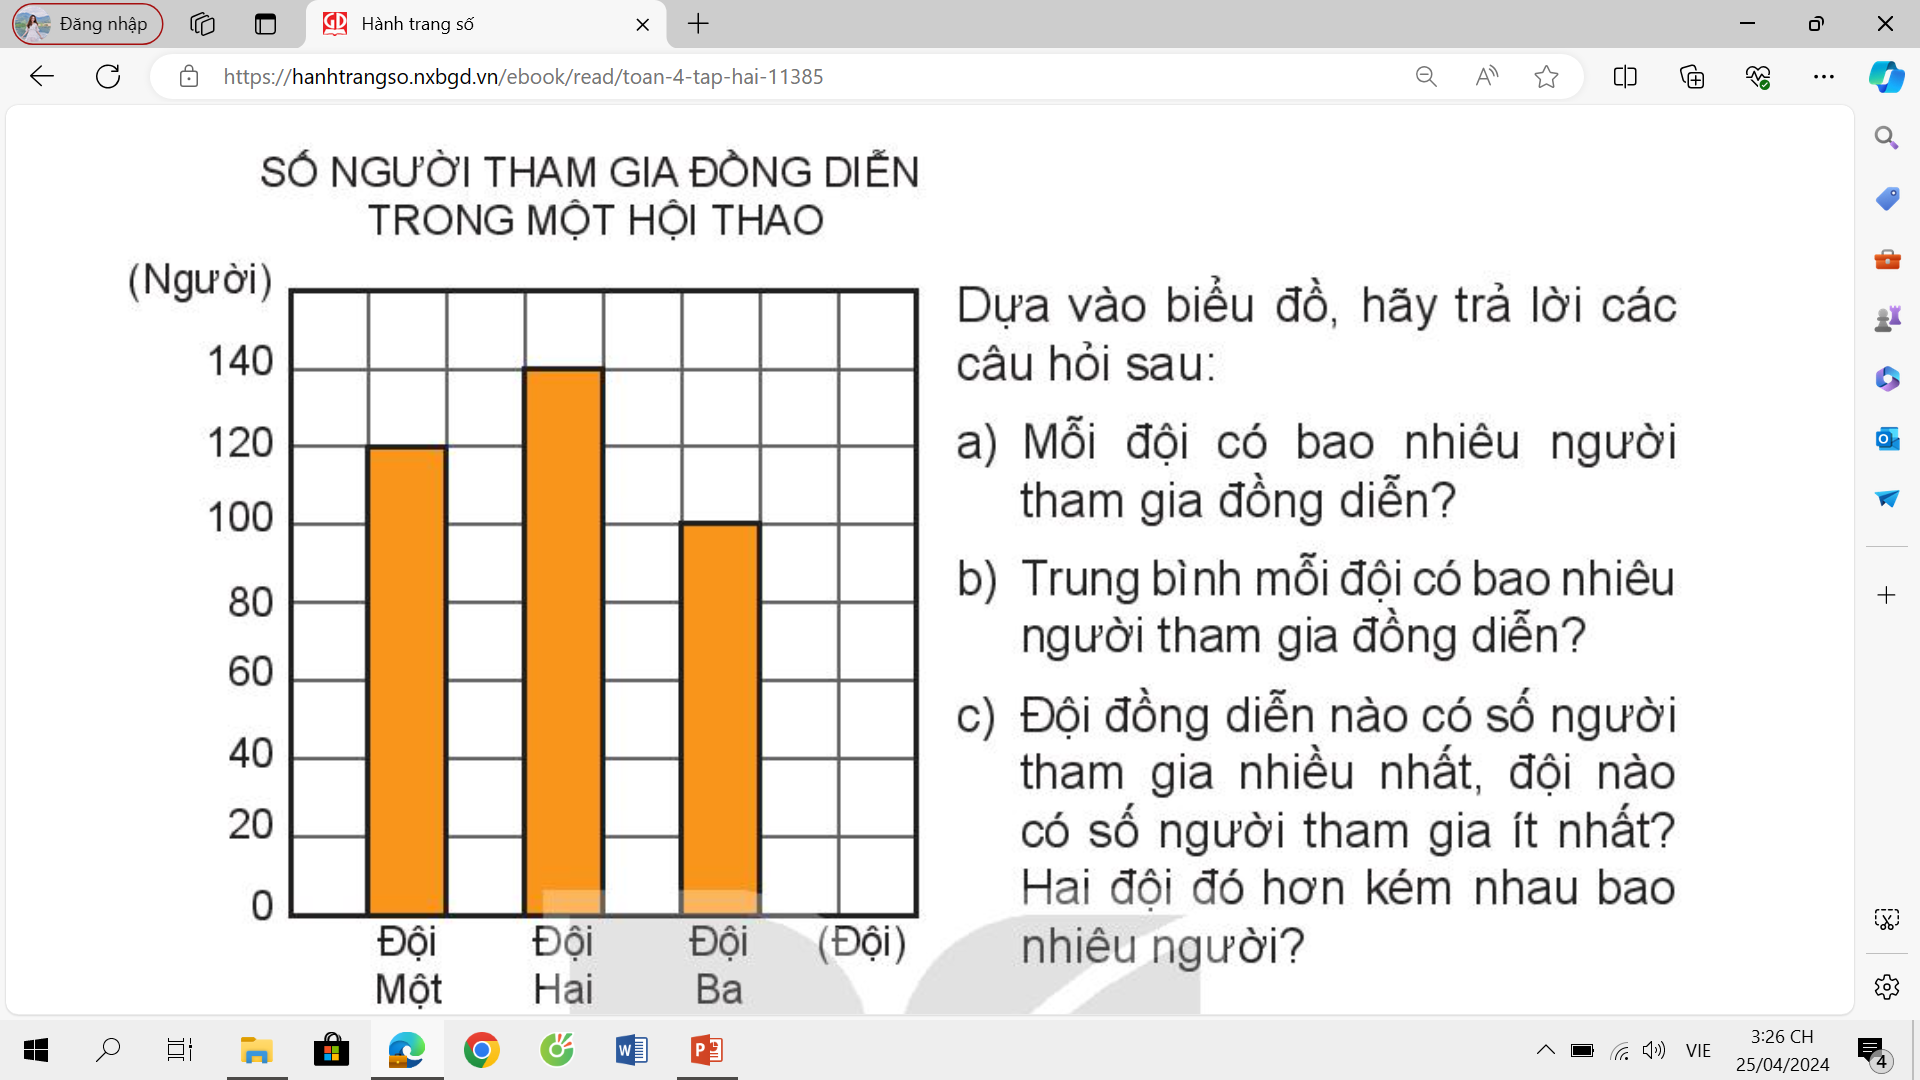 Đăng nhập
GD
Hành trang số
https://hanhtrangso.nxbgd.vn/ebook/read/toan-4-tap-hai-11385
SỐ NGƯỜI THAM GIA ĐỒNG DIỄN
TRONG MỘT HỘI THAO
(Người)
140
120
100
80
60
40
20
0
Đội
Một
Đội
Hai
Đội
Ba
(Đội)
Dựa vào biểu đồ, hãy trả lời các
câu hỏi sau:
a) Mỗi đội có bao nhiêu người
tham gia đồng diễn?
b) Trung bình mỗi đội có bao nhiêu
người tham gia đồng diễn?
c) Đội đồng diễn nào có số người
tham gia nhiều nhất, đội nào
có số người tham gia ít nhất?
Hai đội đó hơn kém nhau bao
nhiêu người?
VIE
3:26 CH
25/04/2024
4